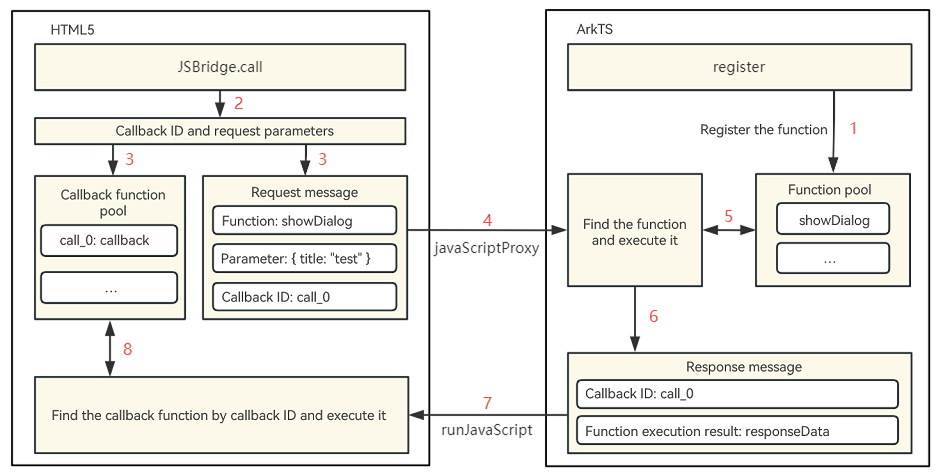 HTML5
JSBridge.call
2
Callback ID and request parameters
3
3
Callback function
pool
call_0: callback
...
Request message
Function: showDialog
Parameter: { title: "test" }
Callback ID: call_0
8
Find the callback function by callback ID and execute it
4
javaScriptProxy
7
runJavaScript
ArkTS
register
Register the function
1
Find the function
and execute it
5
Function pool
showDialog
...
6
Response message
Callback ID: call_0
Function execution result: responseData